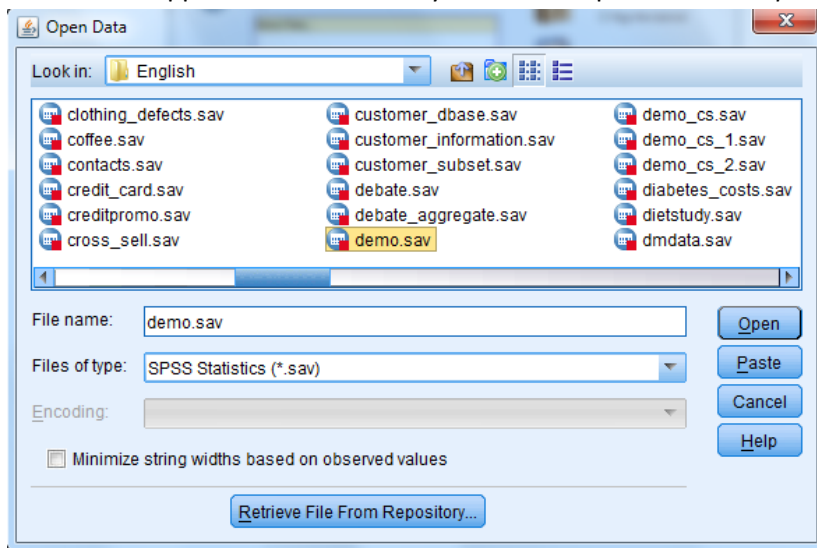 Open Data
Look in: English
clothing_defects.sav
coffee.sav
contacts.sav
credit_card.sav
creditpromo.sav
cross_sell.sav
customer_dbase.sav
customer_information.sav
customer_subset.sav
debate.sav
debate_aggregate.sav
demo.sav
demo_cs.sav
demo_cs_1.sav
demo_cs_2.sav
diabetes_costs.sav
dietstudy.sav
dmdata.sav
File name: demo.sav
Open
Files of type: SPSS Statistics (*.sav)
Paste
Encoding:
Cancel
Help
Minimize string widths based on observed values
Retrieve File From Repository...